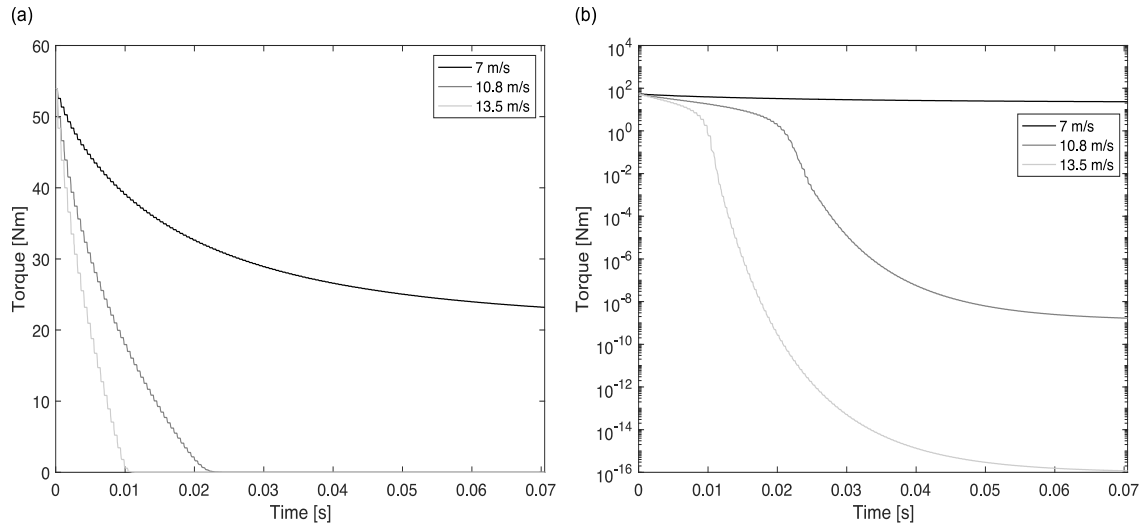 (a)
60
50
40
30
20
10
0
Torque [Nm]
7 m/s
10.8 m/s
13.5 m/s
0 0.01 0.02 0.03 0.04 0.05 0.06 0.07
Time [s]
(b)
10^4
10^2
10^0
10^-2
10^-4
10^-6
10^-8
10^-10
10^-12
10^-14
10^-16
Torque [Nm]
7 m/s
10.8 m/s
13.5 m/s
0 0.01 0.02 0.03 0.04 0.05 0.06 0.07
Time [s]